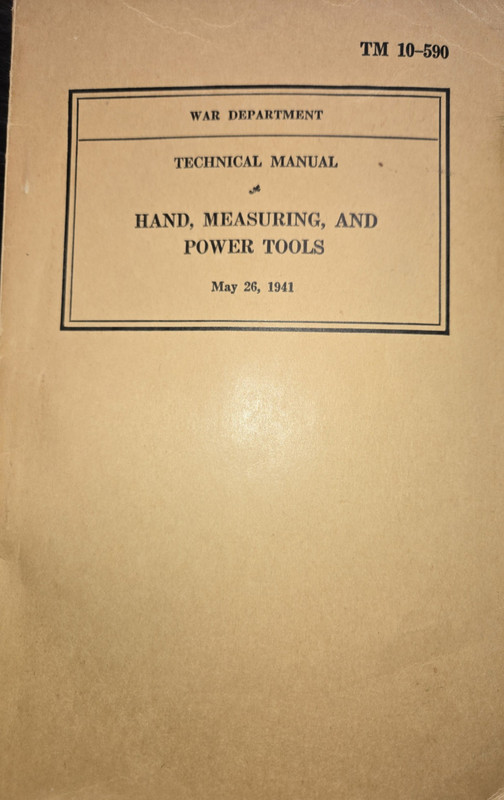 TM 10–590
WAR DEPARTMENT
TECHNICAL MANUAL
HAND, MEASURING, AND
POWER TOOLS
May 26, 1941